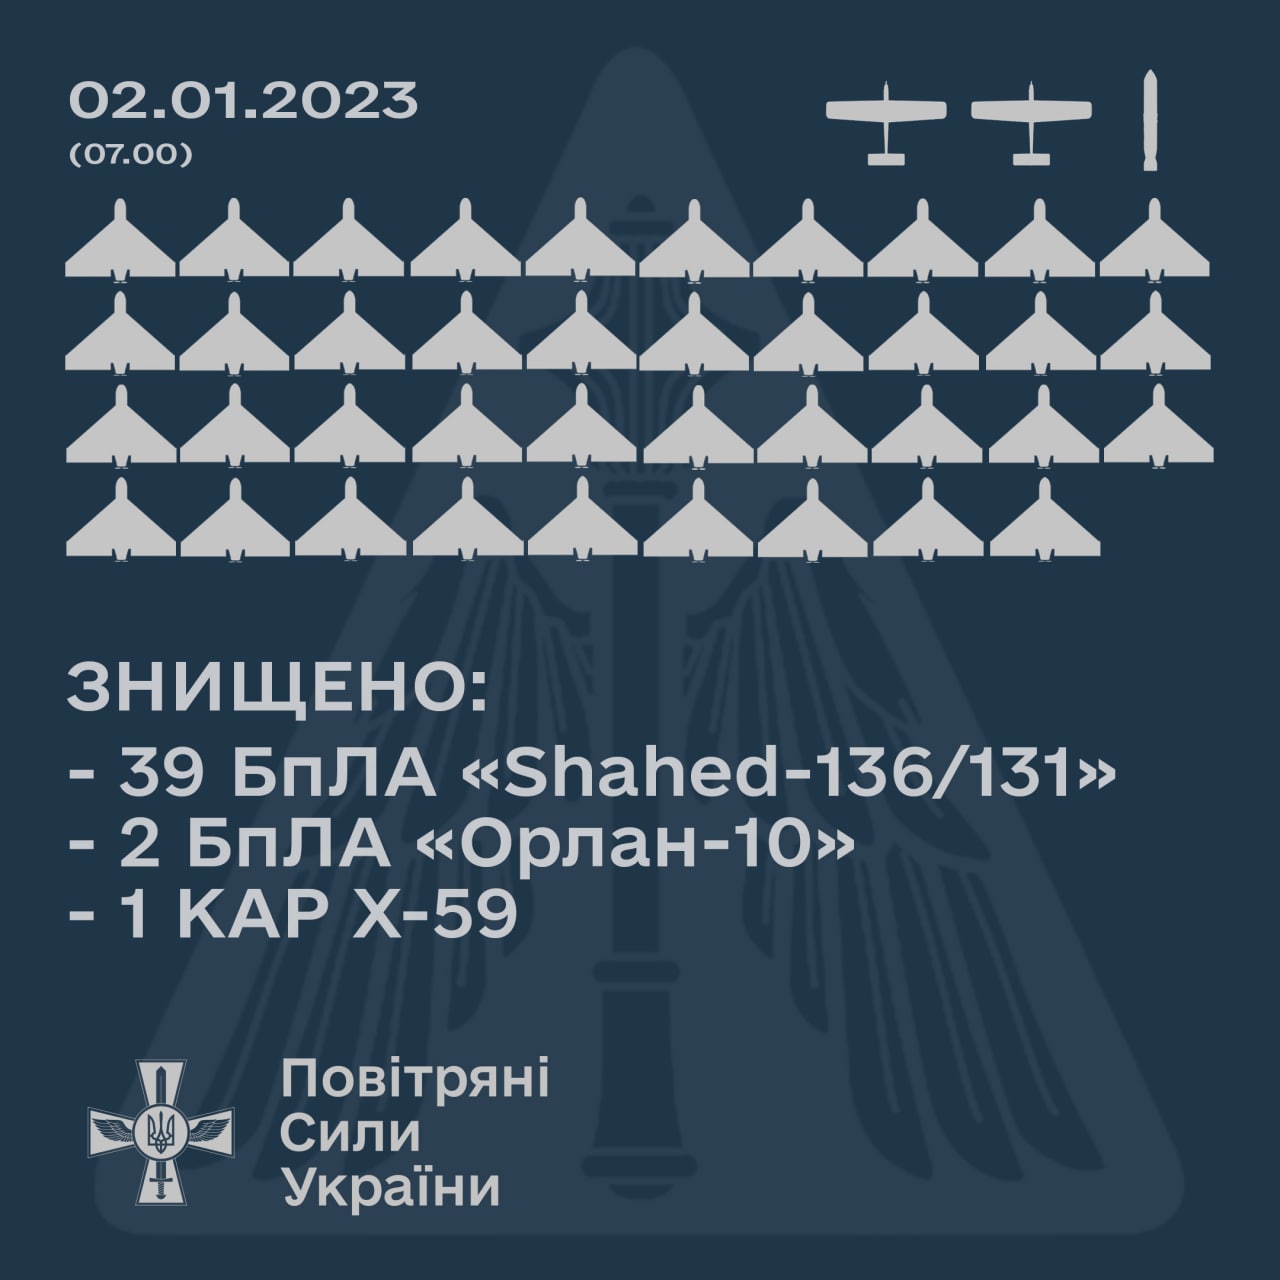 02.01.2023
(07.00)
ЗНИЩЕНО:
- 39 БпЛА «Shahed-136/131»
- 2 БпЛА «Орлан-10»
- 1 КАР Х-59
Повітряні
Сили
України